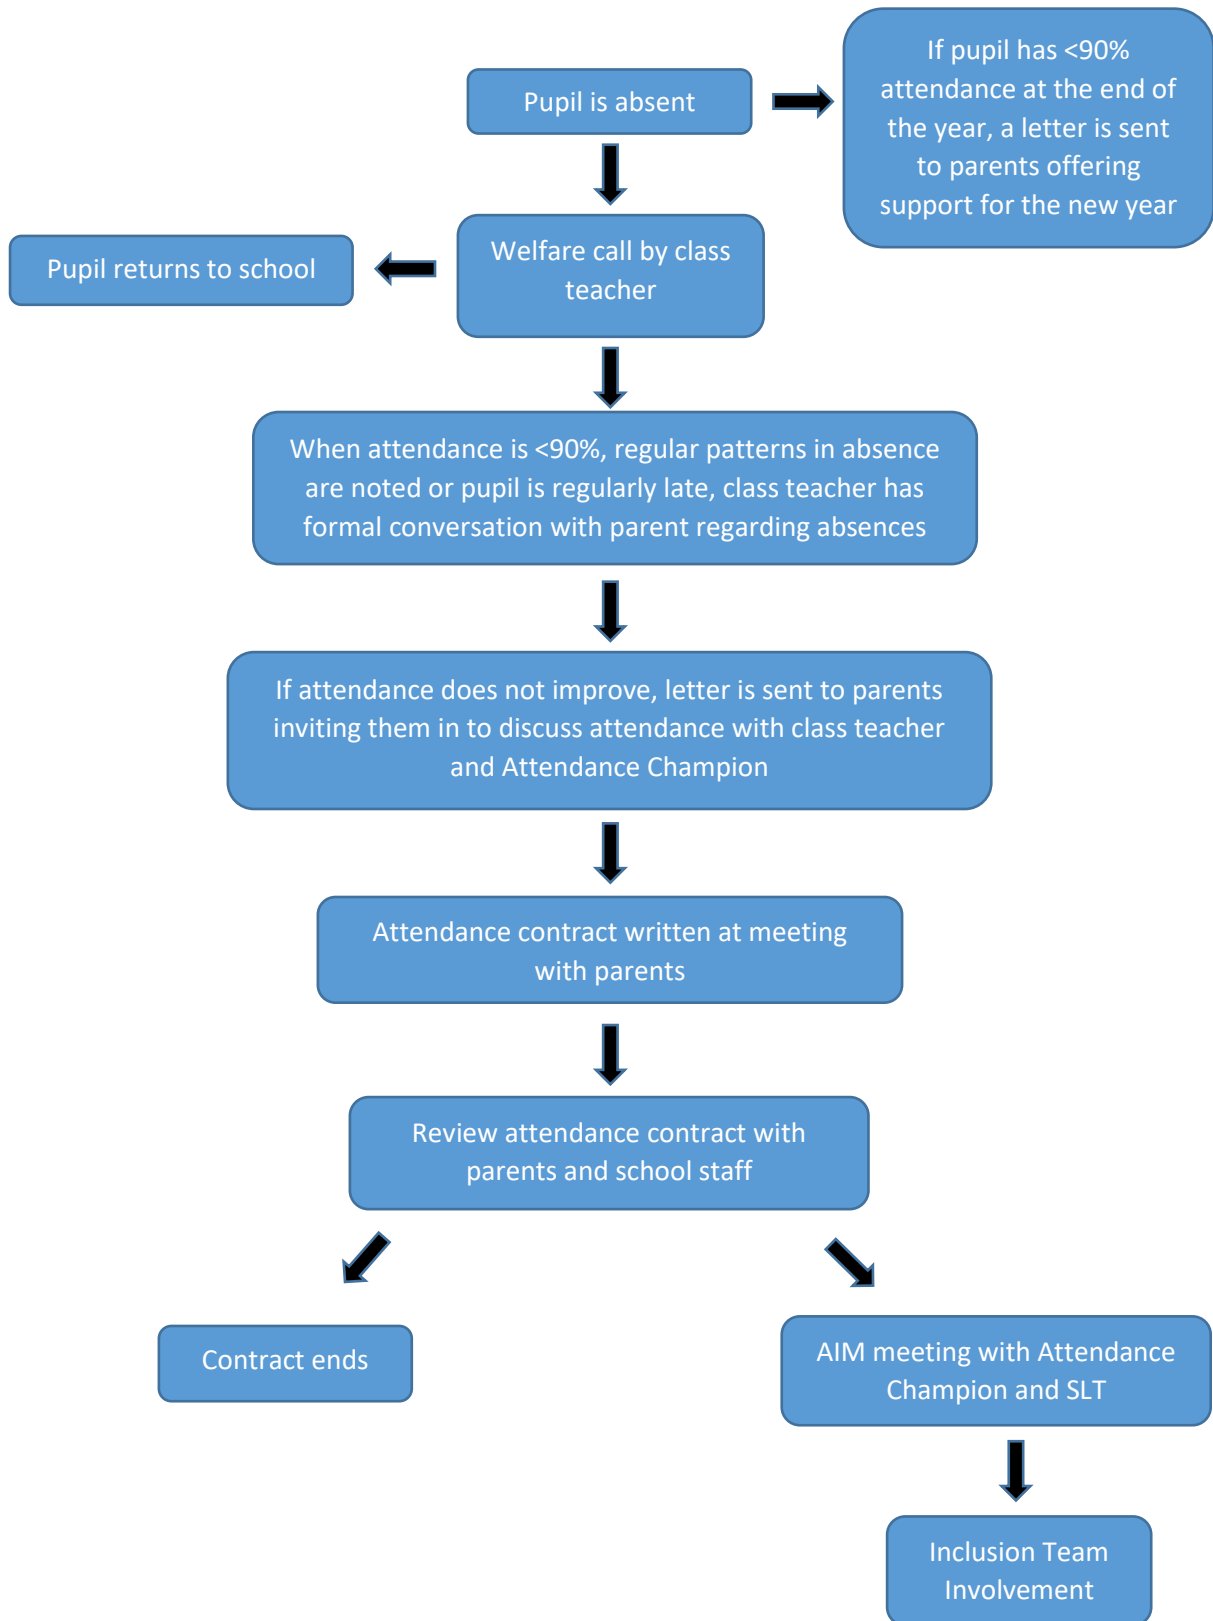 Pupil is absent
If pupil has <90%
attendance at the end of
the year, a letter is sent
to parents offering
support for the new year
Welfare call by class
teacher
Pupil returns to school
When attendance is <90%, regular patterns in absence
are noted or pupil is regularly late, class teacher has
formal conversation with parent regarding absences
If attendance does not improve, letter is sent to parents
inviting them in to discuss attendance with class teacher
and Attendance Champion
Attendance contract written at meeting
with parents
Review attendance contract with
parents and school staff
Contract ends
AIM meeting with Attendance
Champion and SLT
Inclusion Team
Involvement